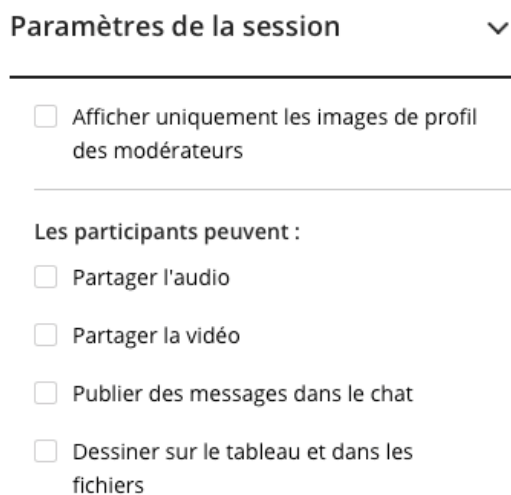 Paramètres de la session
Afficher uniquement les images de profil
des modérateurs
Les participants peuvent :
Partager l'audio
Partager la vidéo
Publier des messages dans le chat
Dessiner sur le tableau et dans les
fichiers